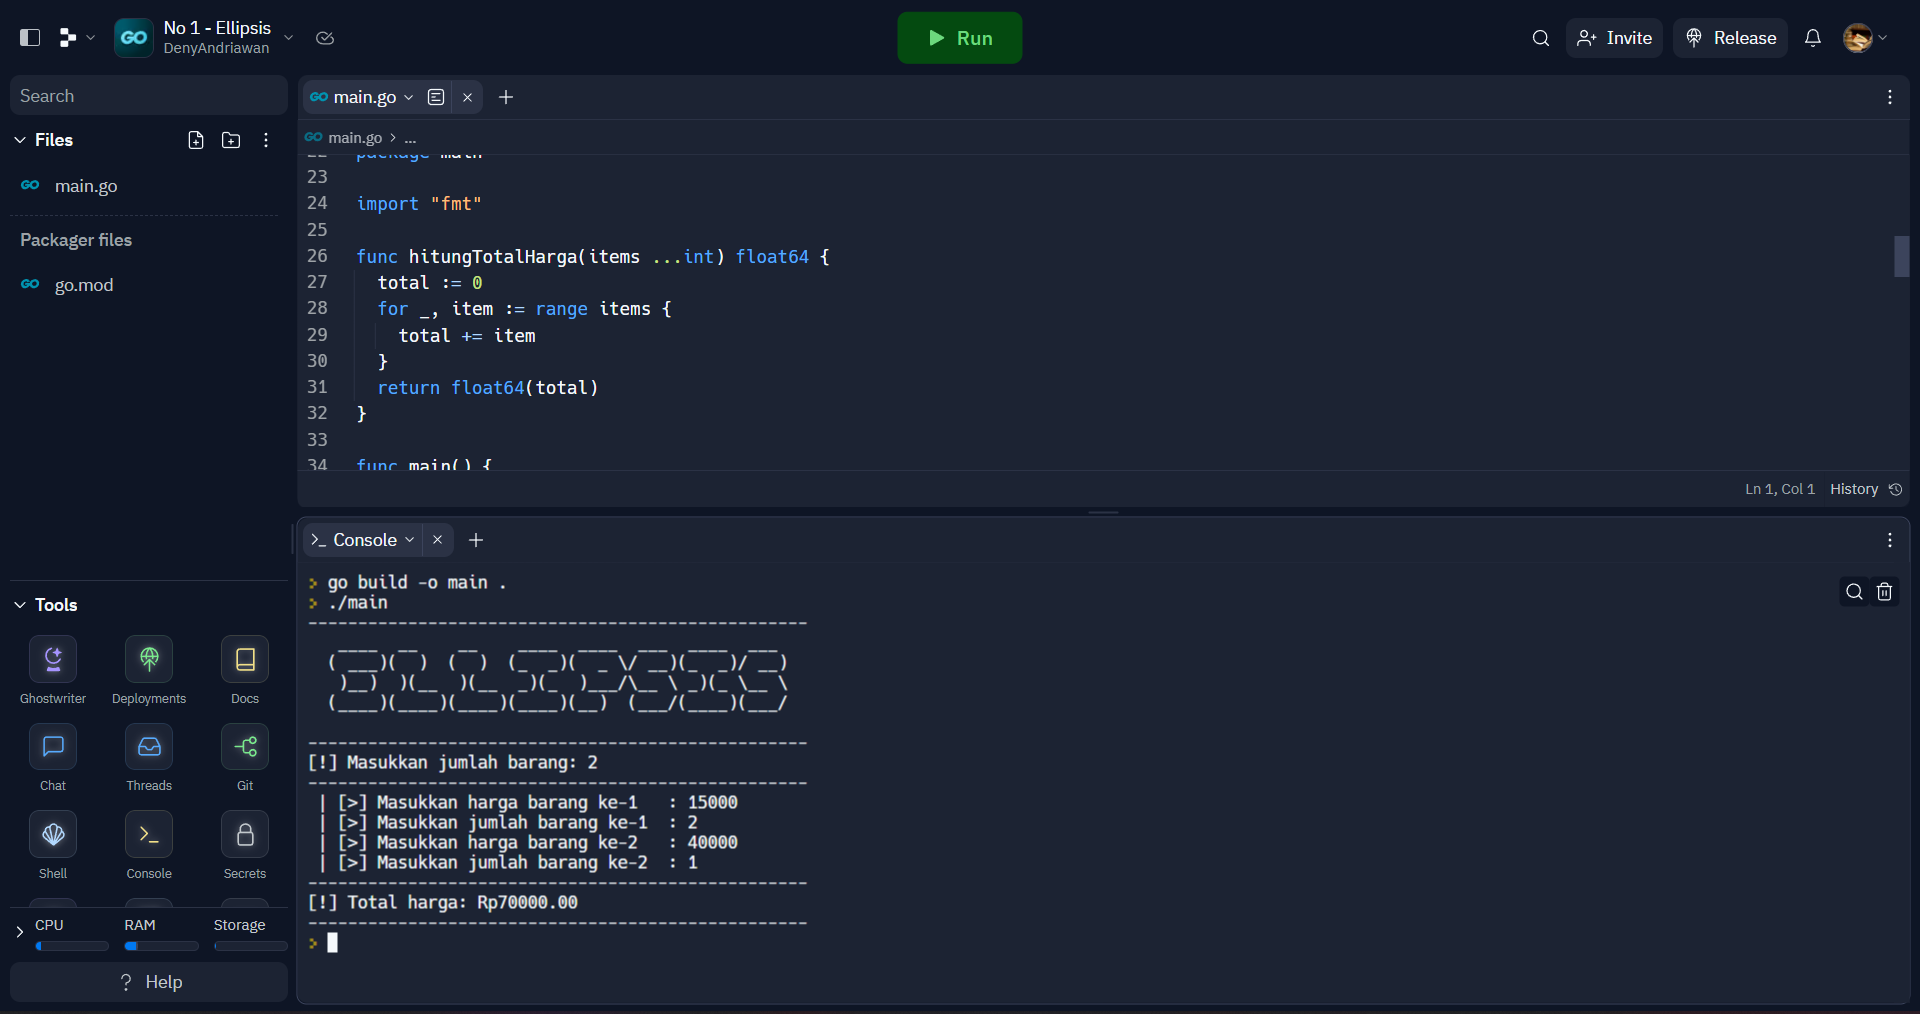 No 1 - Ellipsis
DenyAndriawan
Run
Invite
Release
Search
Files
main.go
Packager files
go.mod
main.go
main.go > ...
22 package main
23
24 import "fmt"
25
26 func hitungTotalHarga(items ...int) float64 {
27   total := 0
28   for _, item := range items {
29     total += item
30   }
31   return float64(total)
32 }
33
34 func main() {
Ln 1, Col 1 History
Console
> go build -o main .
> ./main
--------------------------------------------------
ELLIPSIS
--------------------------------------------------
[!] Masukkan jumlah barang: 2
--------------------------------------------------
 | [>] Masukkan harga barang ke-1   : 15000
 | [>] Masukkan jumlah barang ke-1  : 2
 | [>] Masukkan harga barang ke-2   : 40000
 | [>] Masukkan jumlah barang ke-2  : 1
--------------------------------------------------
[!] Total harga: Rp70000.00
--------------------------------------------------
>
Tools
Ghostwriter Deployments Docs
Chat Threads Git
Shell Console Secrets
CPU RAM Storage
? Help